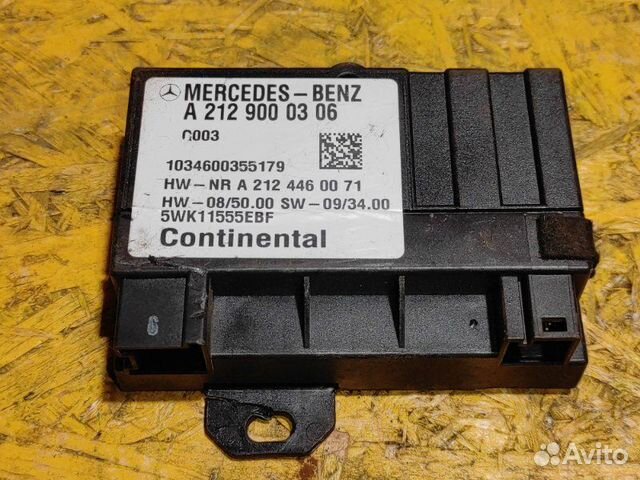 MERCEDES-BENZ
A 212 900 03 06
C003
1034600355179
HW-NR A 212 446 00 71
HW-08/50.00 SW-09/34.00
5WK11555EBF
Continental
6
Avito